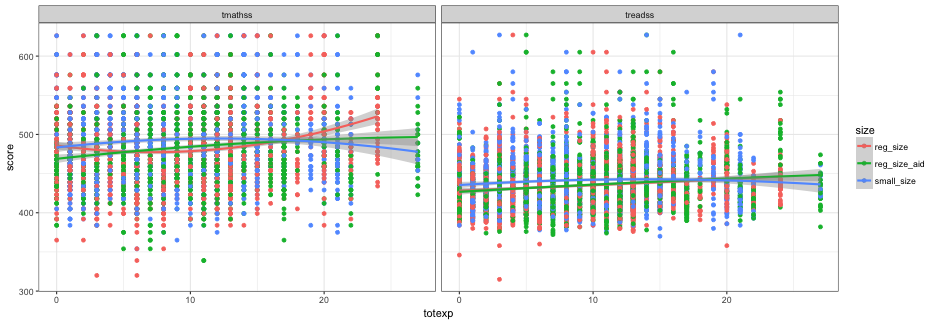 tmathss
treadss
600
500
400
300
score
0
10
20
0
10
20
totexp
size
reg_size
reg_size_aid
small_size